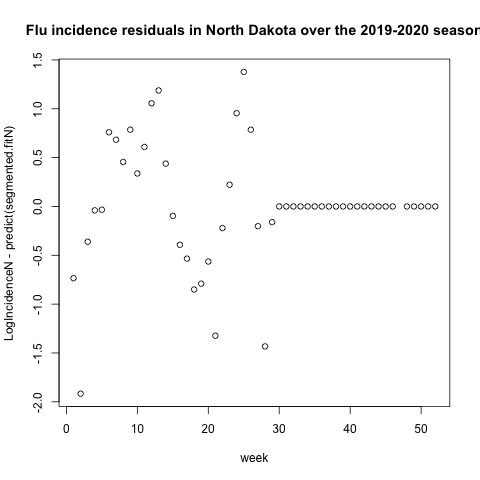 Flu incidence residuals in North Dakota over the 2019-2020 season
LogIncidenceN - predict(segmented.fitN)
1.5
1.0
0.5
0.0
-0.5
-1.0
-1.5
-2.0
0 10 20 30 40 50
week